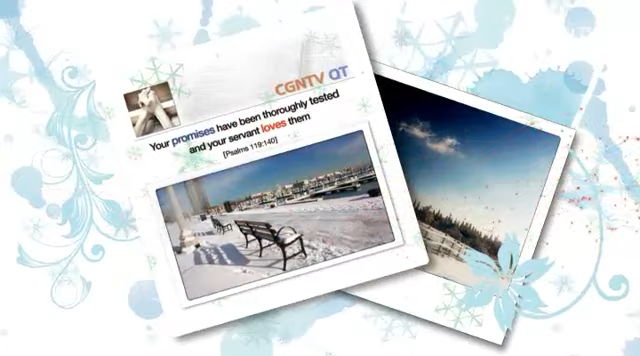 CGNTV QT
Your promises have been thoroughly tested
and your servant loves them
[Psalms 119:140]